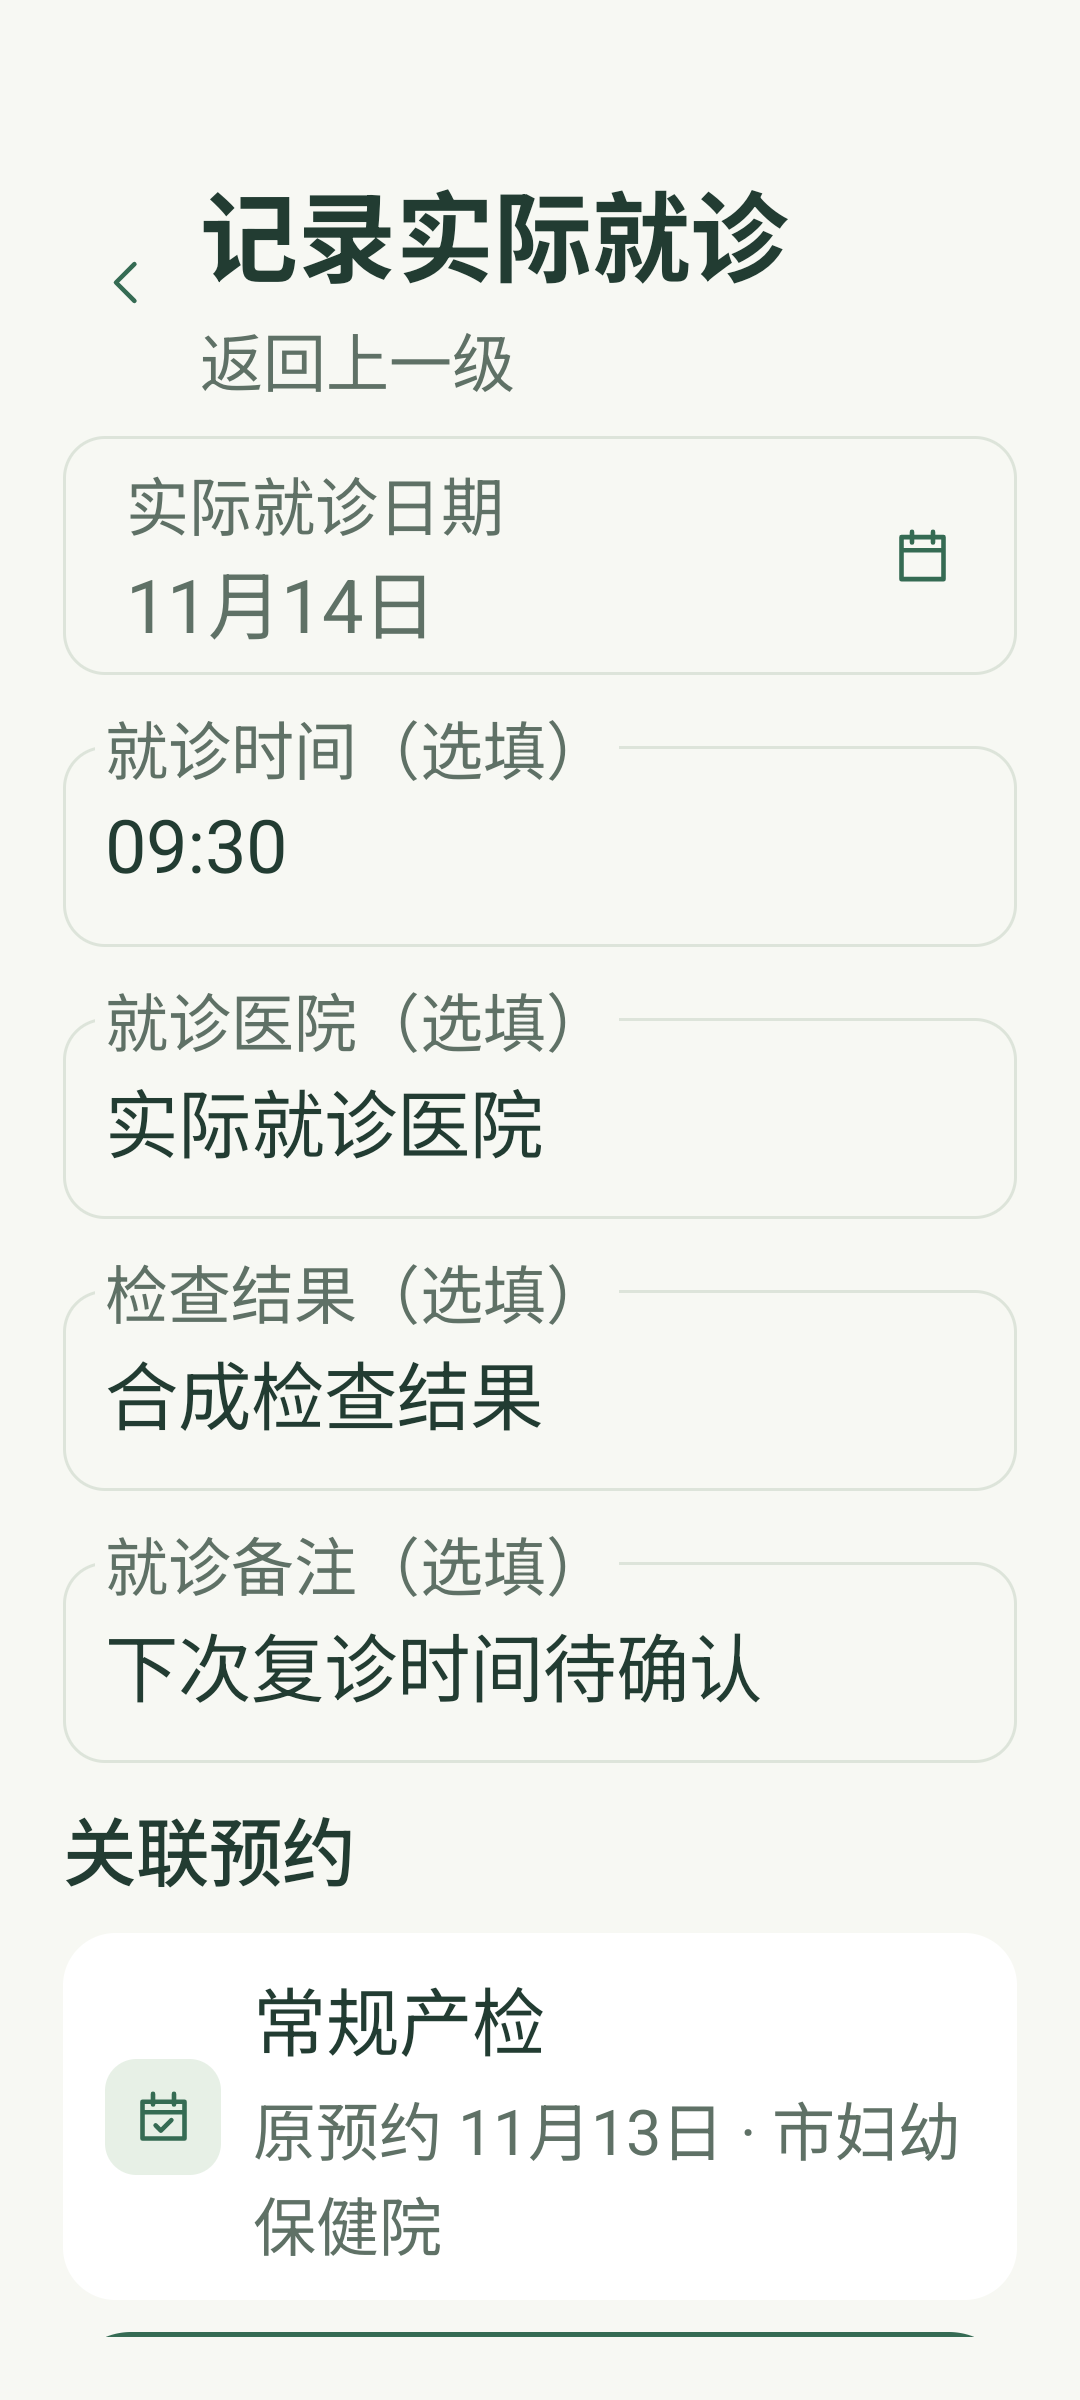 记录实际就诊
返回上一级
实际就诊日期
11月14日
就诊时间（选填）
09:30
就诊医院（选填）
实际就诊医院
检查结果（选填）
合成检查结果
就诊备注（选填）
下次复诊时间待确认
关联预约
常规产检
原预约 11月13日 · 市妇幼
保健院